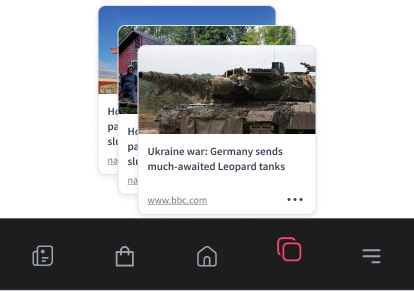 Ho
pa
slu
na
Ho
pa
slu
na
Ukraine war: Germany sends
much-awaited Leopard tanks
www.bbc.com